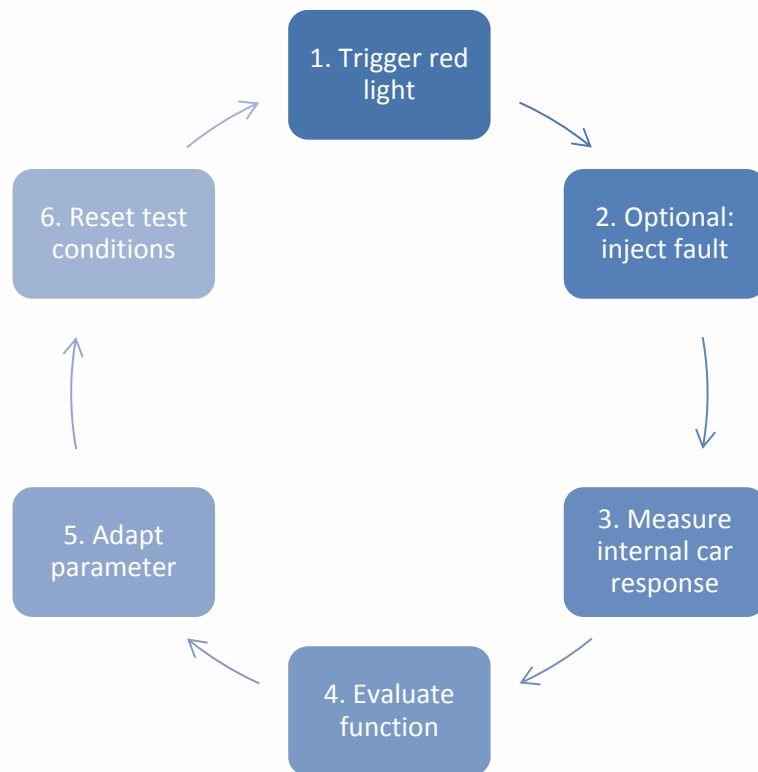 1. Trigger red
light
2. Optional:
inject fault
3. Measure
internal car
response
4. Evaluate
function
5. Adapt
parameter
6. Reset test
conditions